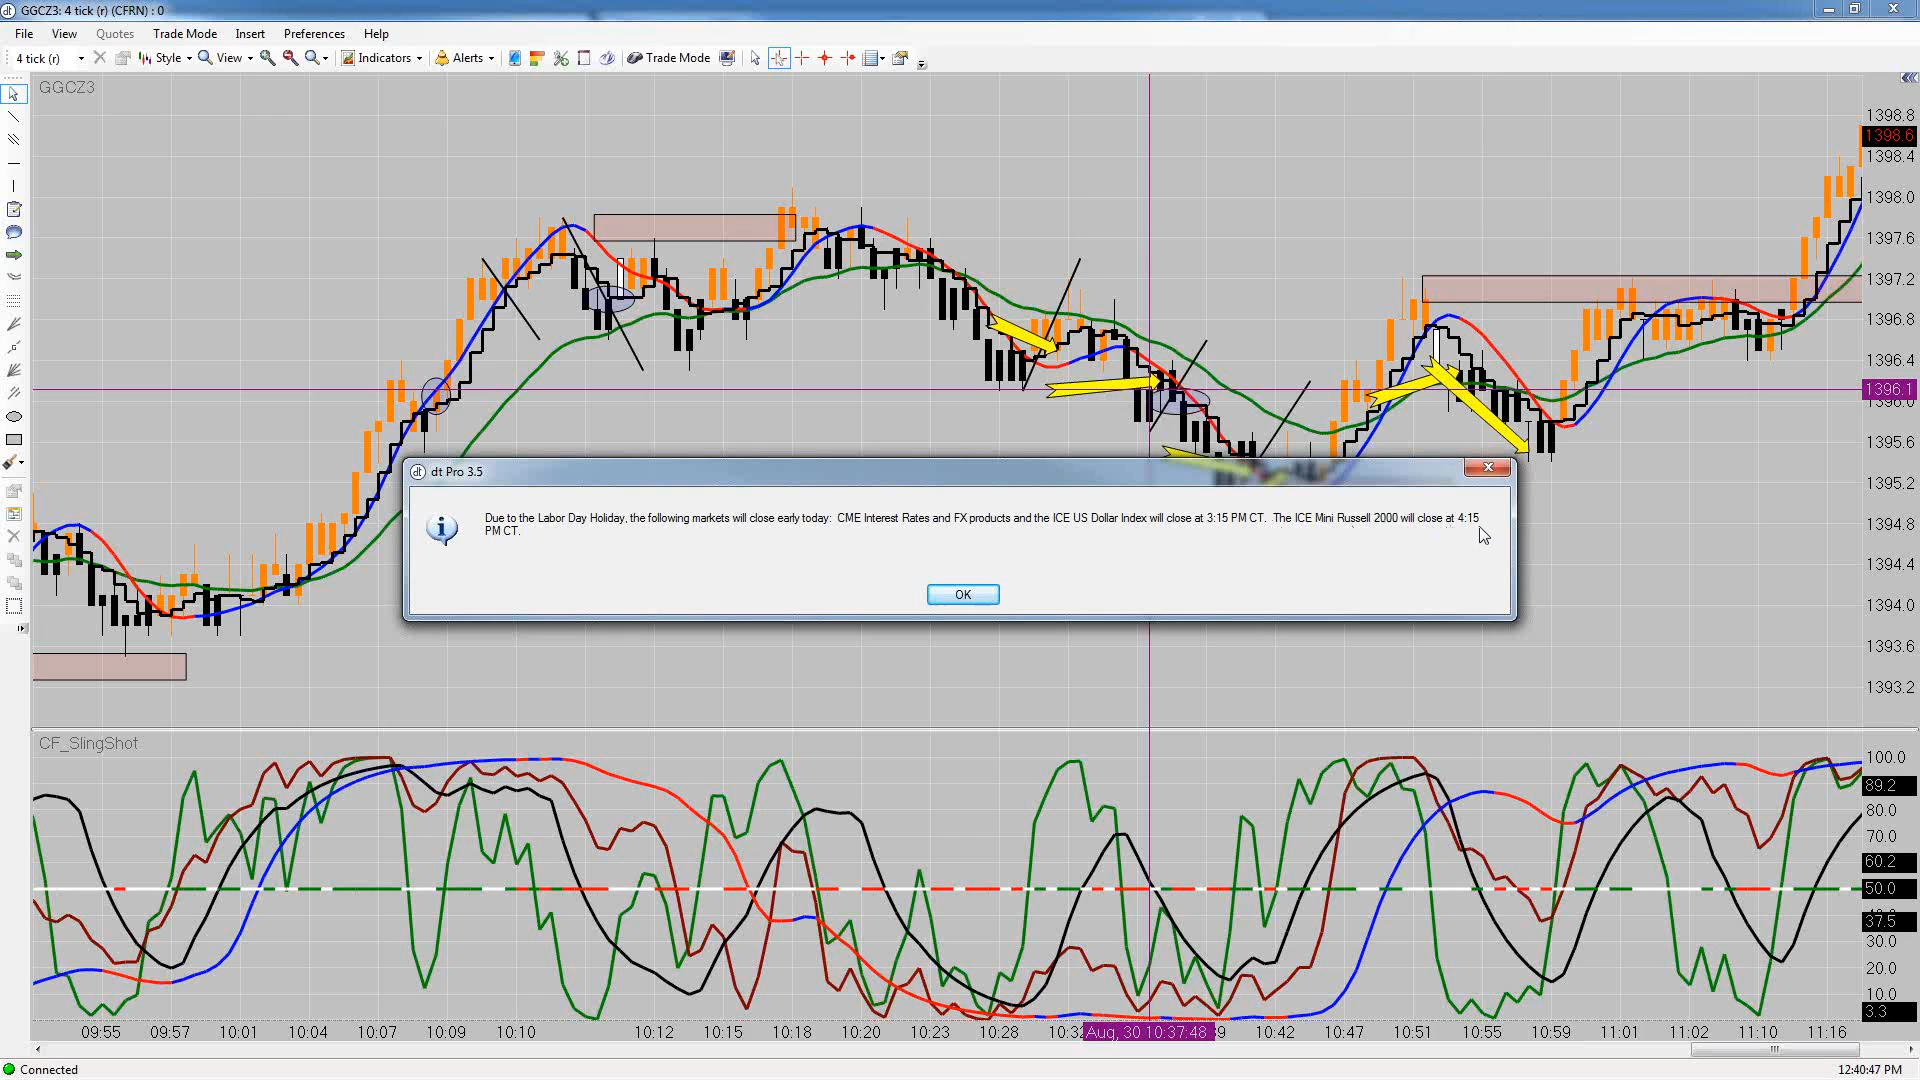 GGCZ3: 4 tick (r) (CFRN) : 0
File View Quotes Trade Mode Insert Preferences Help
4 tick (r) Style View Indicators Alerts Trade Mode
GGCZ3
1398.8
1398.6
1398.4
1398.0
1397.6
1397.2
1396.8
1396.4
1396.1
1396.0
1395.6
1395.2
1394.8
1394.4
1394.0
1393.6
1393.2
dt Pro 3.5
Due to the Labor Day Holiday, the following markets will close early today: CME Interest Rates and FX products and the ICE US Dollar Index will close at 3:15 PM CT. The ICE Mini Russell 2000 will close at 4:15
PM CT.
OK
CF_SlingShot
100.0
89.2
80.0
70.0
60.2
50.0
37.5
30.0
20.0
10.0
3.3
09:55 09:57 10:01 10:04 10:07 10:09 10:10 10:12 10:15 10:18 10:20 10:23 10:28 10:32 Aug, 30 10:37:48 10:42 10:47 10:51 10:55 10:59 11:01 11:02 11:10 11:16
Connected
12:40:47 PM